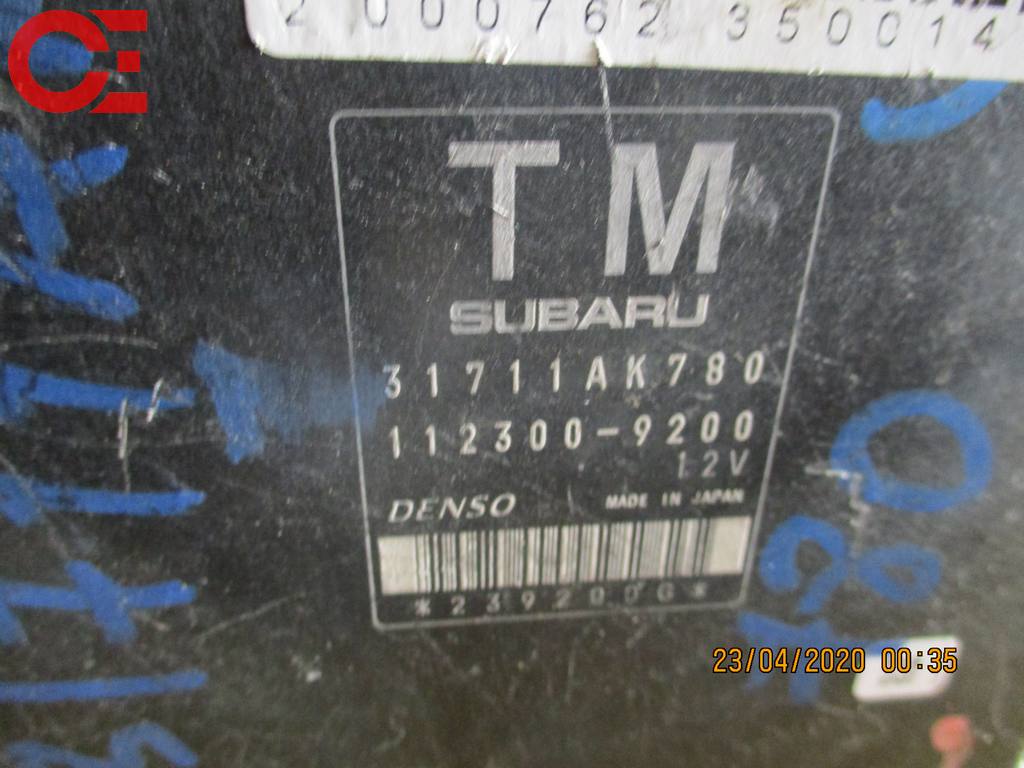 2 000762 350014
TM
SUBARU
31711AK780
112300-9200
12V
DENSO MADE IN JAPAN
*239200G*
23/04/2020 00:35